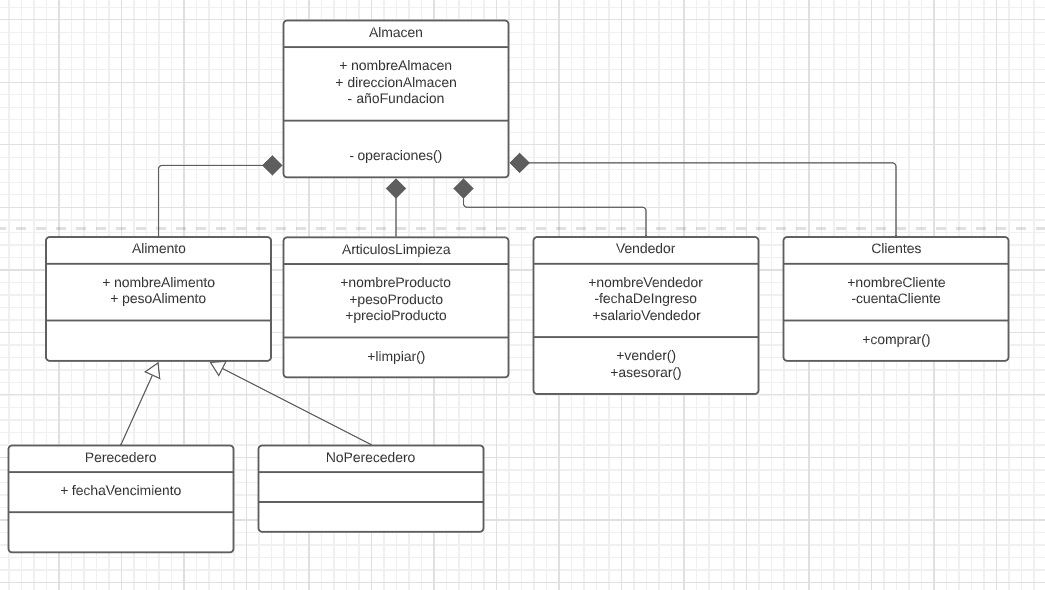 Almacen
+ nombreAlmacen
+ direccionAlmacen
- añoFundacion
- operaciones()
Alimento
+ nombreAlimento
+ pesoAlimento
ArticulosLimpieza
+nombreProducto
+pesoProducto
+precioProducto
+limpiar()
Vendedor
+nombreVendedor
-fechaDeIngreso
+salarioVendedor
+vender()
+asesorar()
Clientes
+nombreCliente
-cuentaCliente
+comprar()
Perecedero
+ fechaVencimiento
NoPerecedero